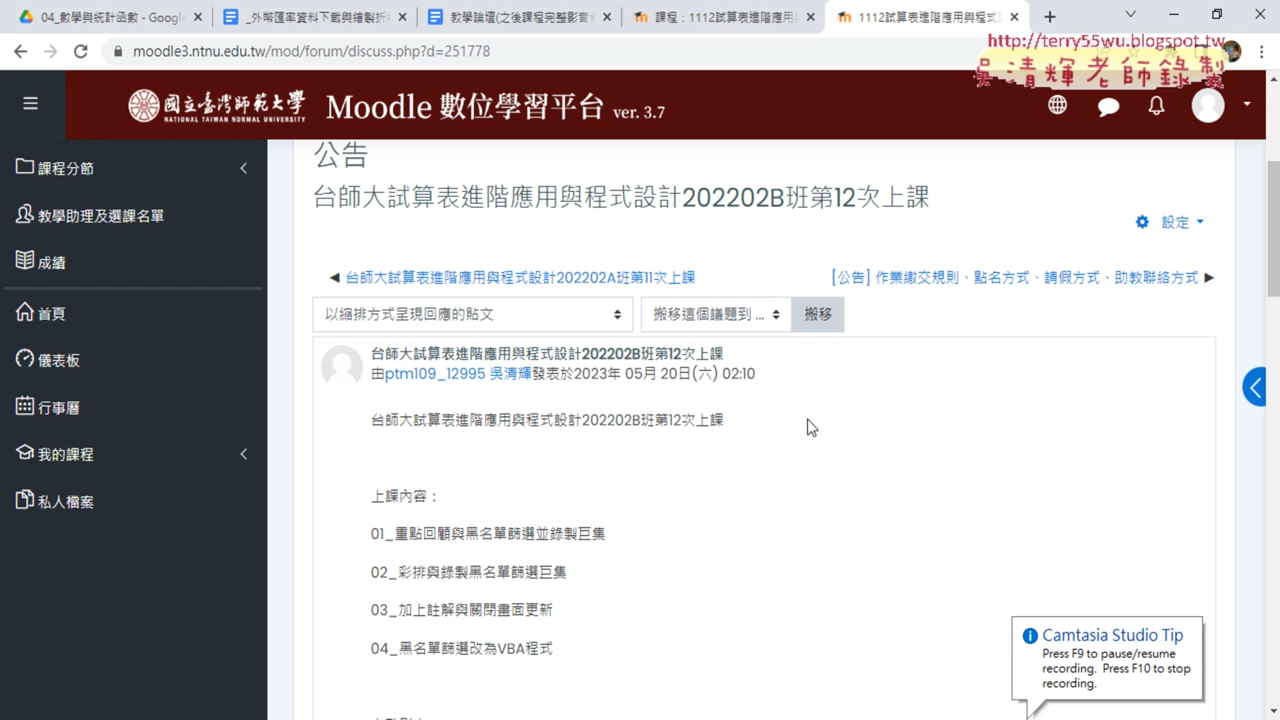 04_數學與統計函數 - Googl
_外幣匯率資料下載與繪製折
教學論壇(之後課程完整影音
課程：1112試算表進階應用與
1112試算表進階應用與程式
moodle3.ntnu.edu.tw/mod/forum/discuss.php?d=251778
http://terry55wu.blogspot.tw
吳清輝老師錄製
國立臺灣師範大學
NATIONAL TAIWAN NORMAL UNIVERSITY
Moodle 數位學習平台 ver. 3.7
課程分節
教學助理及選課名單
成績
首頁
儀表板
行事曆
我的課程
私人檔案
公告
台師大試算表進階應用與程式設計202202B班第12次上課
設定
◀ 台師大試算表進階應用與程式設計202202A班第11次上課
[公告] 作業繳交規則、點名方式、請假方式、助教聯絡方式 ▶
以縮排方式呈現回應的貼文
搬移這個議題到 ...
搬移
台師大試算表進階應用與程式設計202202B班第12次上課
由ptm109_12995 吳清輝發表於2023年 05月 20日(六) 02:10
台師大試算表進階應用與程式設計202202B班第12次上課
上課內容：
01_重點回顧與黑名單篩選並錄製巨集
02_彩排與錄製黑名單篩選巨集
03_加上註解與關閉畫面更新
04_黑名單篩選改為VBA程式
Camtasia Studio Tip
Press F9 to pause/resume
recording. Press F10 to stop
recording.